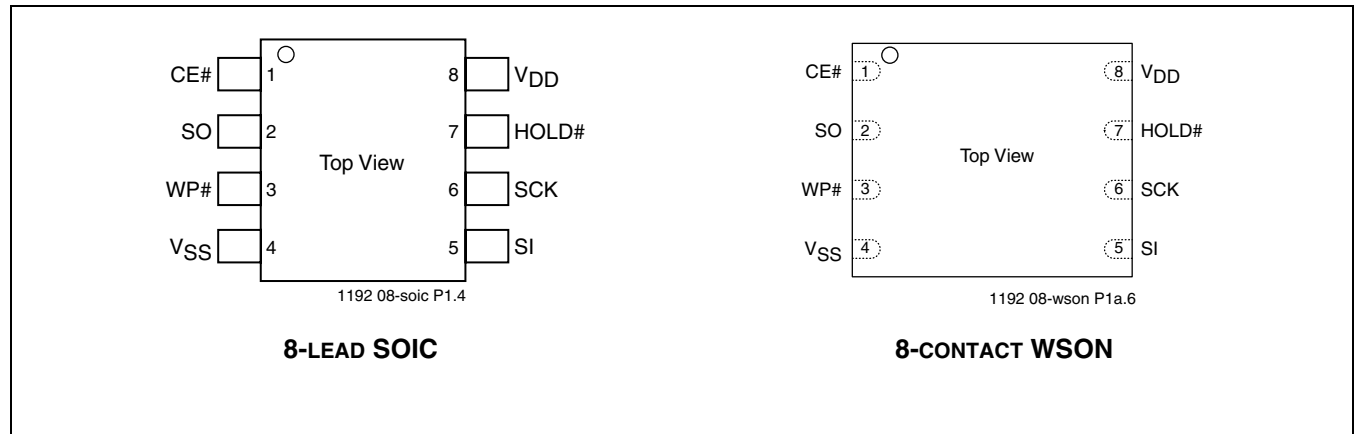 CE# 1 8 VDD
SO 2 7 HOLD#
Top View
WP# 3 6 SCK
VSS 4 5 SI
1192 08-soic P1.4
8-LEAD SOIC
CE# 1 8 VDD
SO 2 7 HOLD#
Top View
WP# 3 6 SCK
VSS 4 5 SI
1192 08-wson P1a.6
8-CONTACT WSON